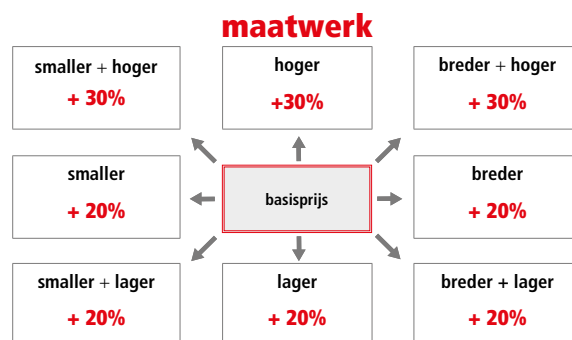 maatwerk
smaller + hoger
+ 30%
hoger
+30%
breder + hoger
+ 30%
smaller
+ 20%
basisprijs
breder
+ 20%
smaller + lager
+ 20%
lager
+ 20%
breder + lager
+ 20%